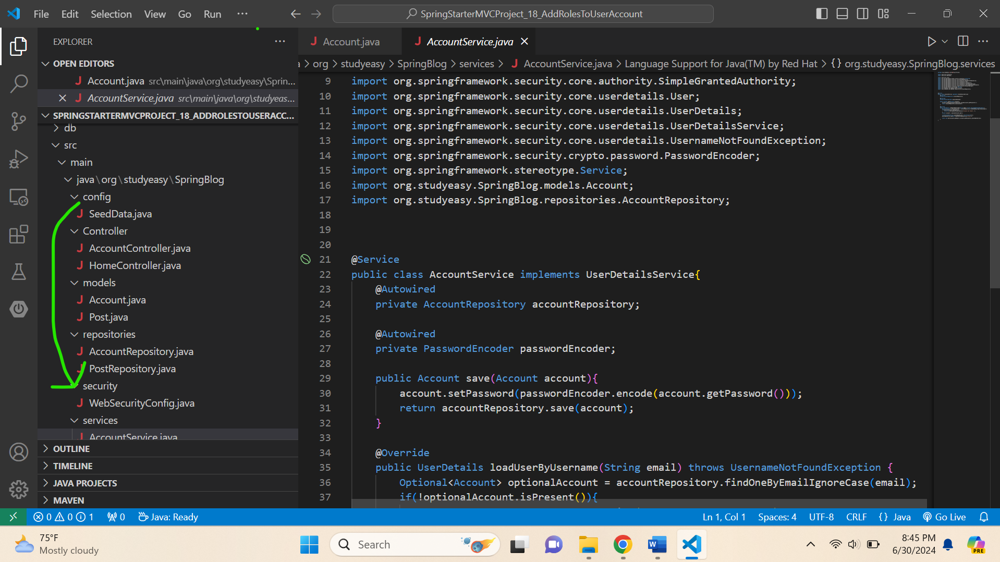 File Edit Selection View Go Run ···
SpringStarterMVCProject_18_AddRolesToUserAccount
EXPLORER
OPEN EDITORS
Account.java src\main\java\org\studyeasy\Sprin...
AccountService.java src\main\java\org\studyeas...
SPRINGSTARTERMVCPROJECT_18_ADDROLESTOUSERACC...
db
src
main
java\org\studyeasy\SpringBlog
config
SeedData.java
Controller
AccountController.java
HomeController.java
models
Account.java
Post.java
repositories
AccountRepository.java
PostRepository.java
security
WebSecurityConfig.java
services
AccountService.java
OUTLINE
TIMELINE
JAVA PROJECTS
MAVEN
Account.java AccountService.java
org > studyeasy > SpringBlog > services > AccountService.java > Language Support for Java(TM) by Red Hat > {} org.studyeasy.SpringBlog.services
9 import org.springframework.security.core.authority.SimpleGrantedAuthority;
10 import org.springframework.security.core.userdetails.User;
11 import org.springframework.security.core.userdetails.UserDetails;
12 import org.springframework.security.core.userdetails.UserDetailsService;
13 import org.springframework.security.core.userdetails.UsernameNotFoundException;
14 import org.springframework.security.crypto.password.PasswordEncoder;
15 import org.springframework.stereotype.Service;
16 import org.studyeasy.SpringBlog.models.Account;
17 import org.studyeasy.SpringBlog.repositories.AccountRepository;
18
19
20
21 @Service
22 public class AccountService implements UserDetailsService{
23 @Autowired
24 private AccountRepository accountRepository;
25
26 @Autowired
27 private PasswordEncoder passwordEncoder;
28
29 public Account save(Account account){
30 account.setPassword(passwordEncoder.encode(account.getPassword()));
31 return accountRepository.save(account);
32 }
33
34 @Override
35 public UserDetails loadUserByUsername(String email) throws UsernameNotFoundException {
36 Optional<Account> optionalAccount = accountRepository.findOneByEmailIgnoreCase(email);
37 if(!optionalAccount.isPresent()){
0 0 1 0 Java: Ready
Ln 1, Col 1 Spaces: 4 UTF-8 CRLF {} Java Go Live
75°F
Mostly cloudy
Search
8:45 PM
6/30/2024
PRE